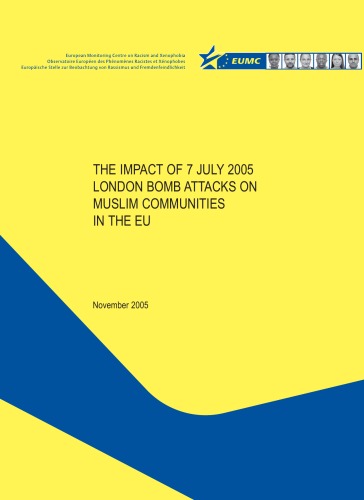 European Monitoring Centre on Racism and Xenophobia
Observatoire Européen des Phénomènes Racistes et Xénophobes
Europäische Stelle zur Beobachtung von Rassismus und Fremdenfeindlichkeit
EUMC
THE IMPACT OF 7 JULY 2005
LONDON BOMB ATTACKS ON
MUSLIM COMMUNITIES
IN THE EU
November 2005